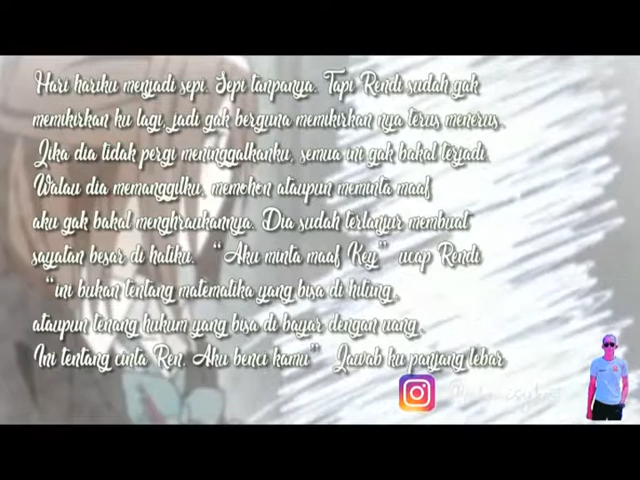 Hari hariku menjadi sepi. Sepi tanpanya. Tapi Rendi sudah gak
memikirkan ku lagi, jadi gak berguna memikirkan nya terus menerus.
Jika dia tidak pergi meninggalkanku, semua ini gak bakal terjadi.
Walau dia memanggilku, memohon ataupun meminta maaf
aku gak bakal menghraukannya. Dia sudah terlanjur membuat
sayatan besar di hatiku. "Aku minta maaf Key" ucap Rendi
"ini bukan tentang matematika yang bisa di hitung,
ataupun tenang hukum yang bisa di bayar dengan uang,
Ini tentang cinta Ren. Aku benci kamu" Jawab ku panjang lebar